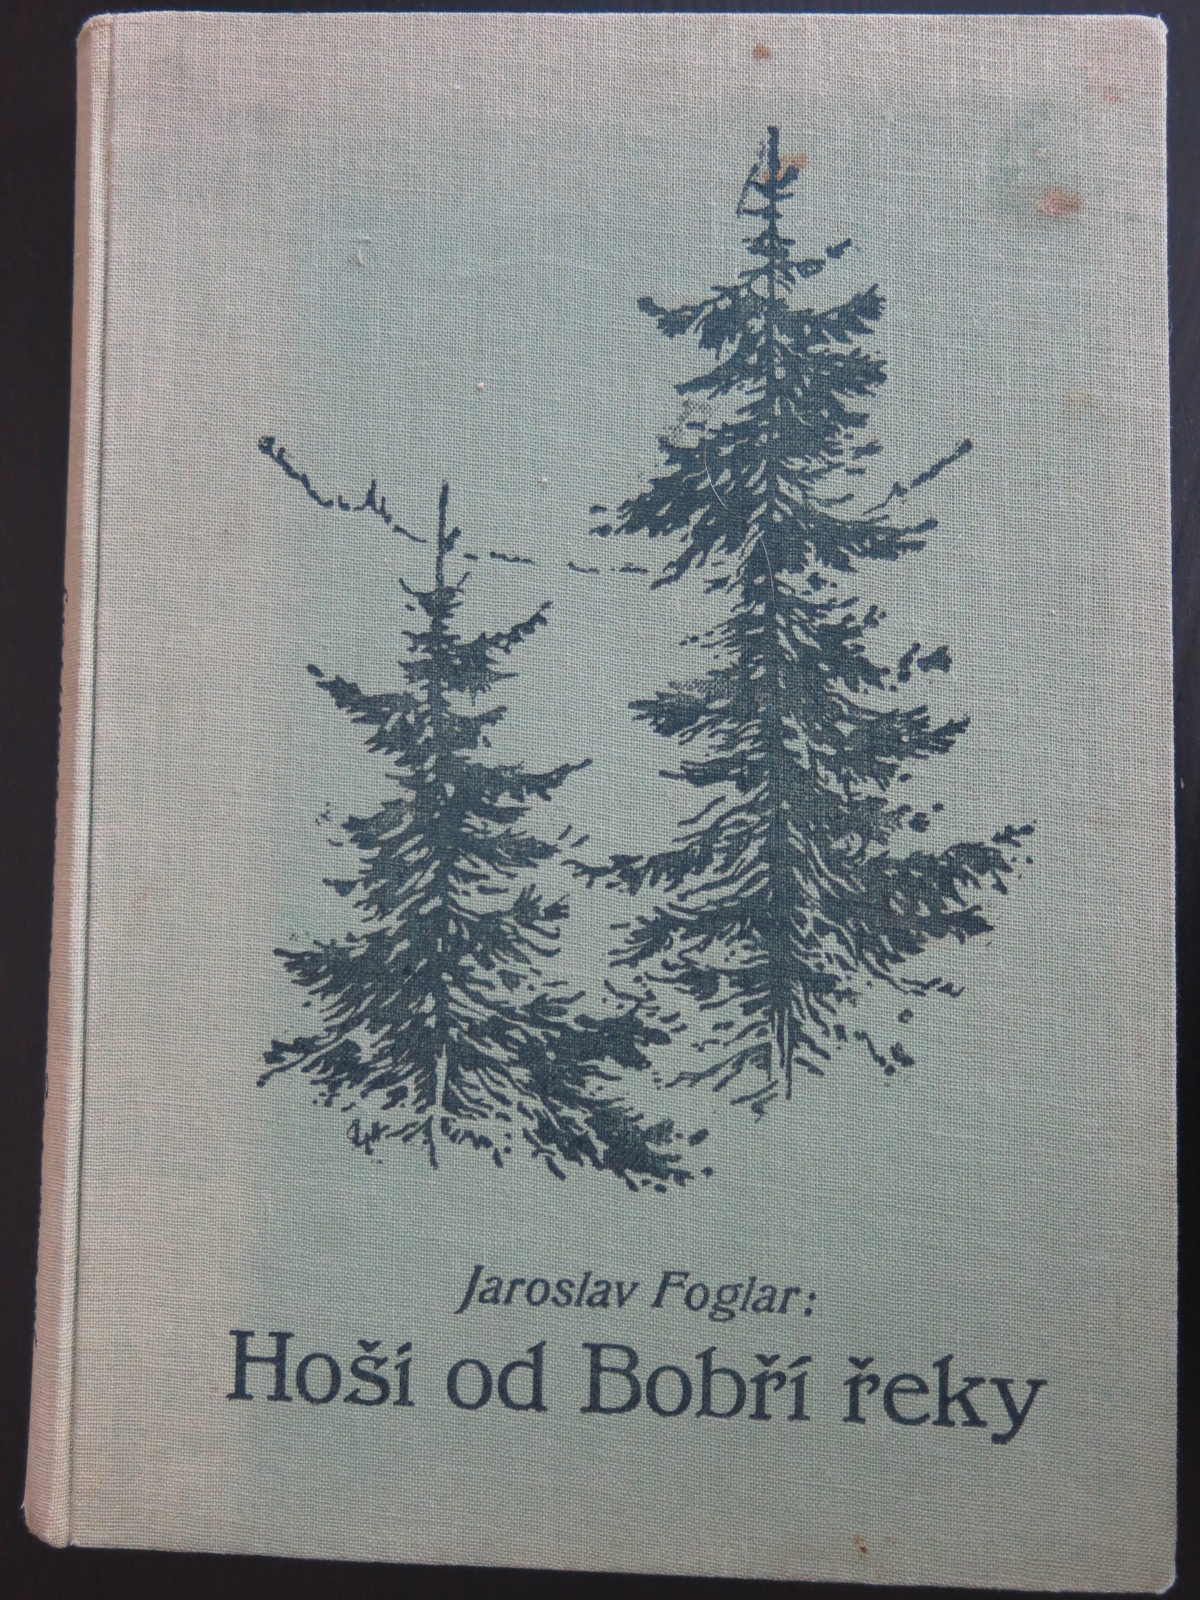 Jaroslav Foglar:
Hoší od Bobří řeky